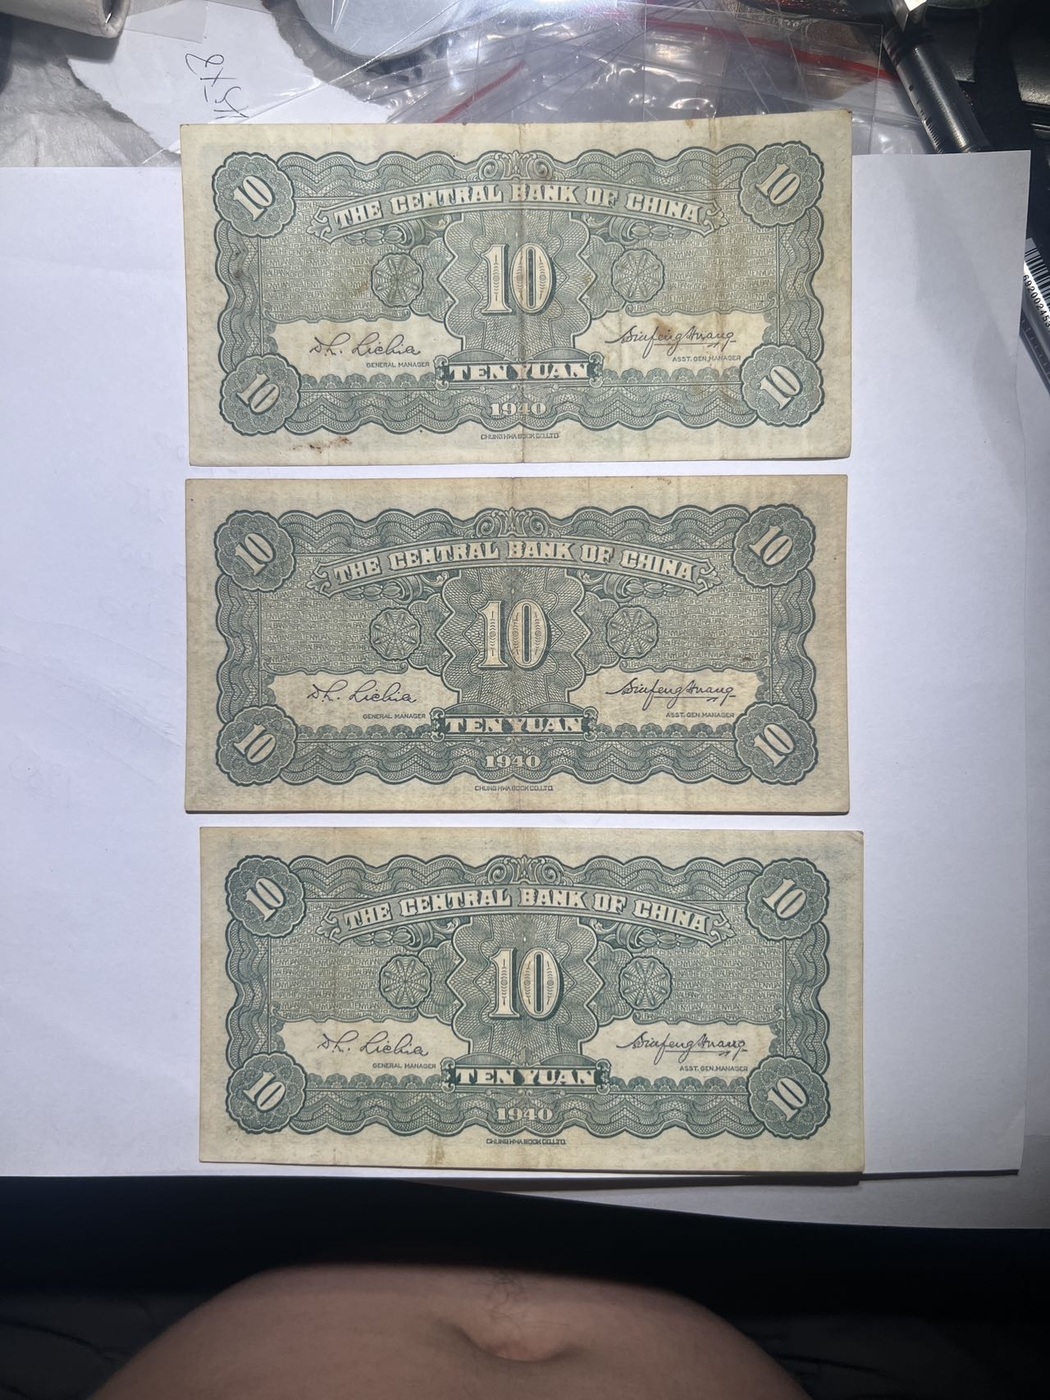 10 10
THE CENTRAL BANK OF CHINA
10
GENERAL MANAGER
ASST. GEN. MANAGER
TEN YUAN
10 10
1940
CHUNG HWA BOOK CO. LTD.
10 10
THE CENTRAL BANK OF CHINA
10
GENERAL MANAGER
ASST. GEN. MANAGER
TEN YUAN
10 10
1940
CHUNG HWA BOOK CO. LTD.
10 10
THE CENTRAL BANK OF CHINA
10
GENERAL MANAGER
ASST. GEN. MANAGER
TEN YUAN
10 10
1940
CHUNG HWA BOOK CO. LTD.